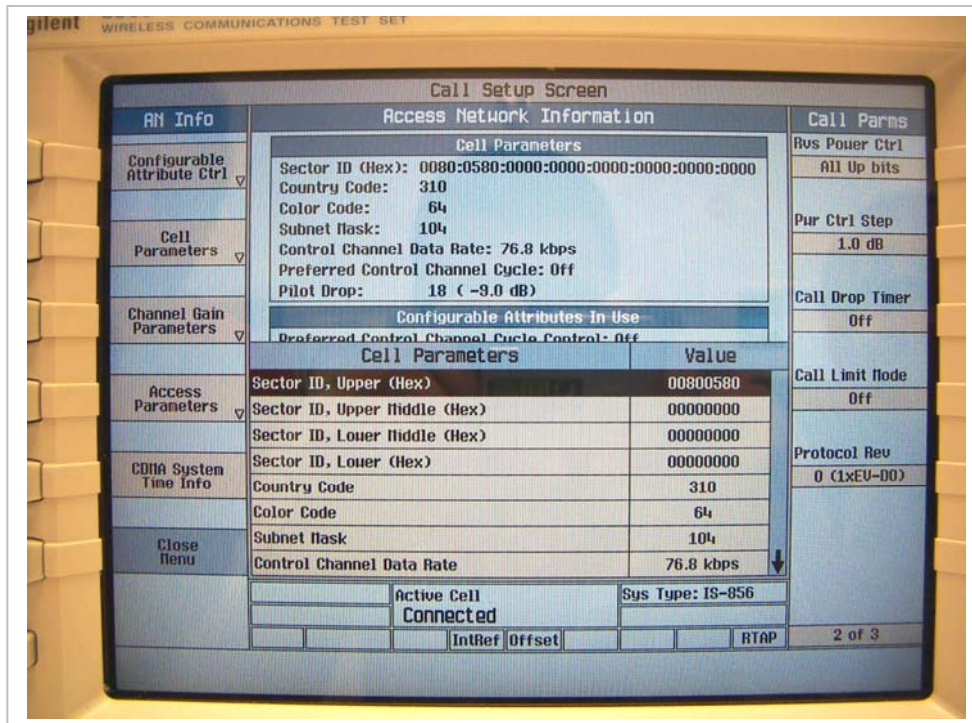 Agilent
WIRELESS COMMUNICATIONS TEST SET
Call Setup Screen
AN Info
Configurable
Attribute Ctrl
Cell
Parameters
Channel Gain
Parameters
Access
Parameters
CDMA System
Time Info
Close
Menu
Access Network Information
Cell Parameters
Sector ID (Hex): 0080:0580:0000:0000:0000:0000:0000:0000
Country Code: 310
Color Code: 64
Subnet Mask: 104
Control Channel Data Rate: 76.8 kbps
Preferred Control Channel Cycle: Off
Pilot Drop: 18 ( -9.0 dB)
Configurable Attributes In Use
Preferred Control Channel Cycle Control: Off
Cell Parameters Value
Sector ID, Upper (Hex) 00800580
Sector ID, Upper Middle (Hex) 00000000
Sector ID, Lower Middle (Hex) 00000000
Sector ID, Lower (Hex) 00000000
Country Code 310
Color Code 64
Subnet Mask 104
Control Channel Data Rate 76.8 kbps
Active Cell
Connected
Sys Type: IS-856
IntRef Offset RTAP
Call Parms
Rvs Power Ctrl
All Up bits
Pwr Ctrl Step
1.0 dB
Call Drop Timer
Off
Call Limit Mode
Off
Protocol Rev
0 (1xEV-DO)
2 of 3